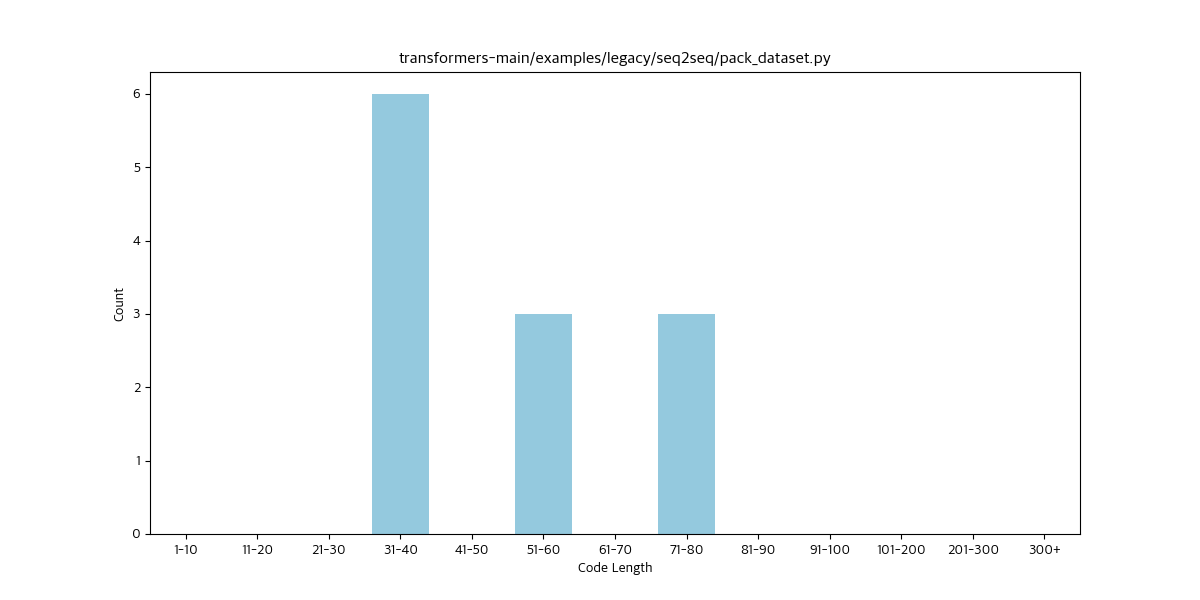 transformers-main/examples/legacy/seq2seq/pack_dataset.py
6
5
4
3
2
1
0
Count
1-10 11-20 21-30 31-40 41-50 51-60 61-70 71-80 81-90 91-100 101-200 201-300 300+
Code Length